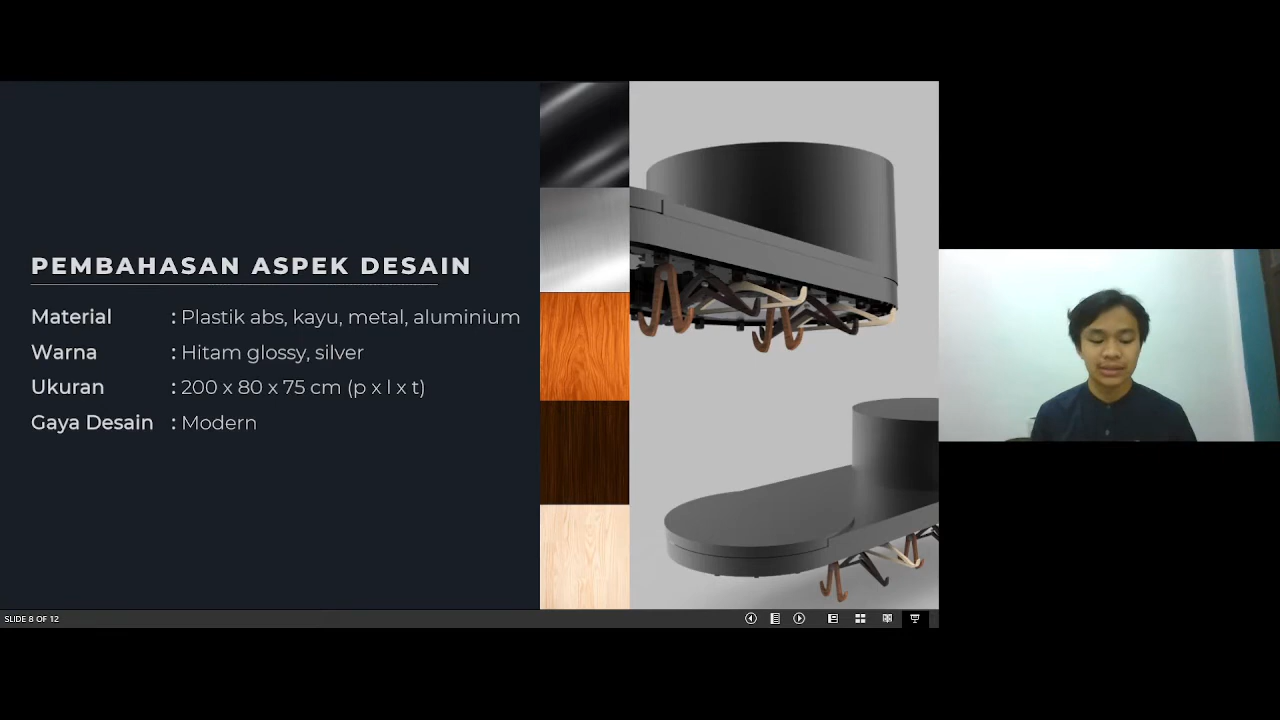 PEMBAHASAN ASPEK DESAIN
Material : Plastik abs, kayu, metal, aluminium
Warna : Hitam glossy, silver
Ukuran : 200 x 80 x 75 cm (p x l x t)
Gaya Desain : Modern
SLIDE 8 OF 12